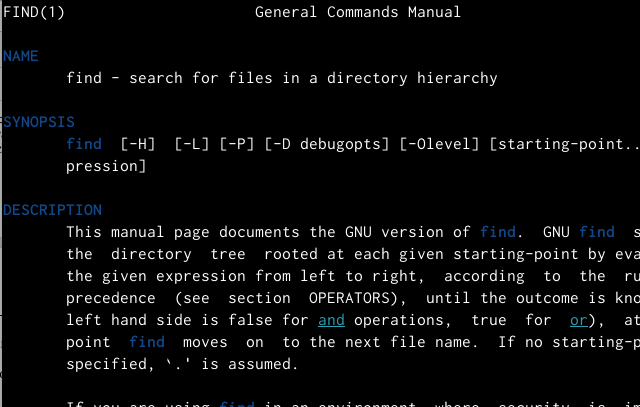 FIND(1) General Commands Manual
NAME
find - search for files in a directory hierarchy
SYNOPSIS
find [-H] [-L] [-P] [-D debugopts] [-Olevel] [starting-point..
pression]
DESCRIPTION
This manual page documents the GNU version of find. GNU find s
the directory tree rooted at each given starting-point by eva
the given expression from left to right, according to the ru
precedence (see section OPERATORS), until the outcome is kno
left hand side is false for and operations, true for or), at
point find moves on to the next file name. If no starting-p
specified, `.' is assumed.
If you are using find in an environment where security is im